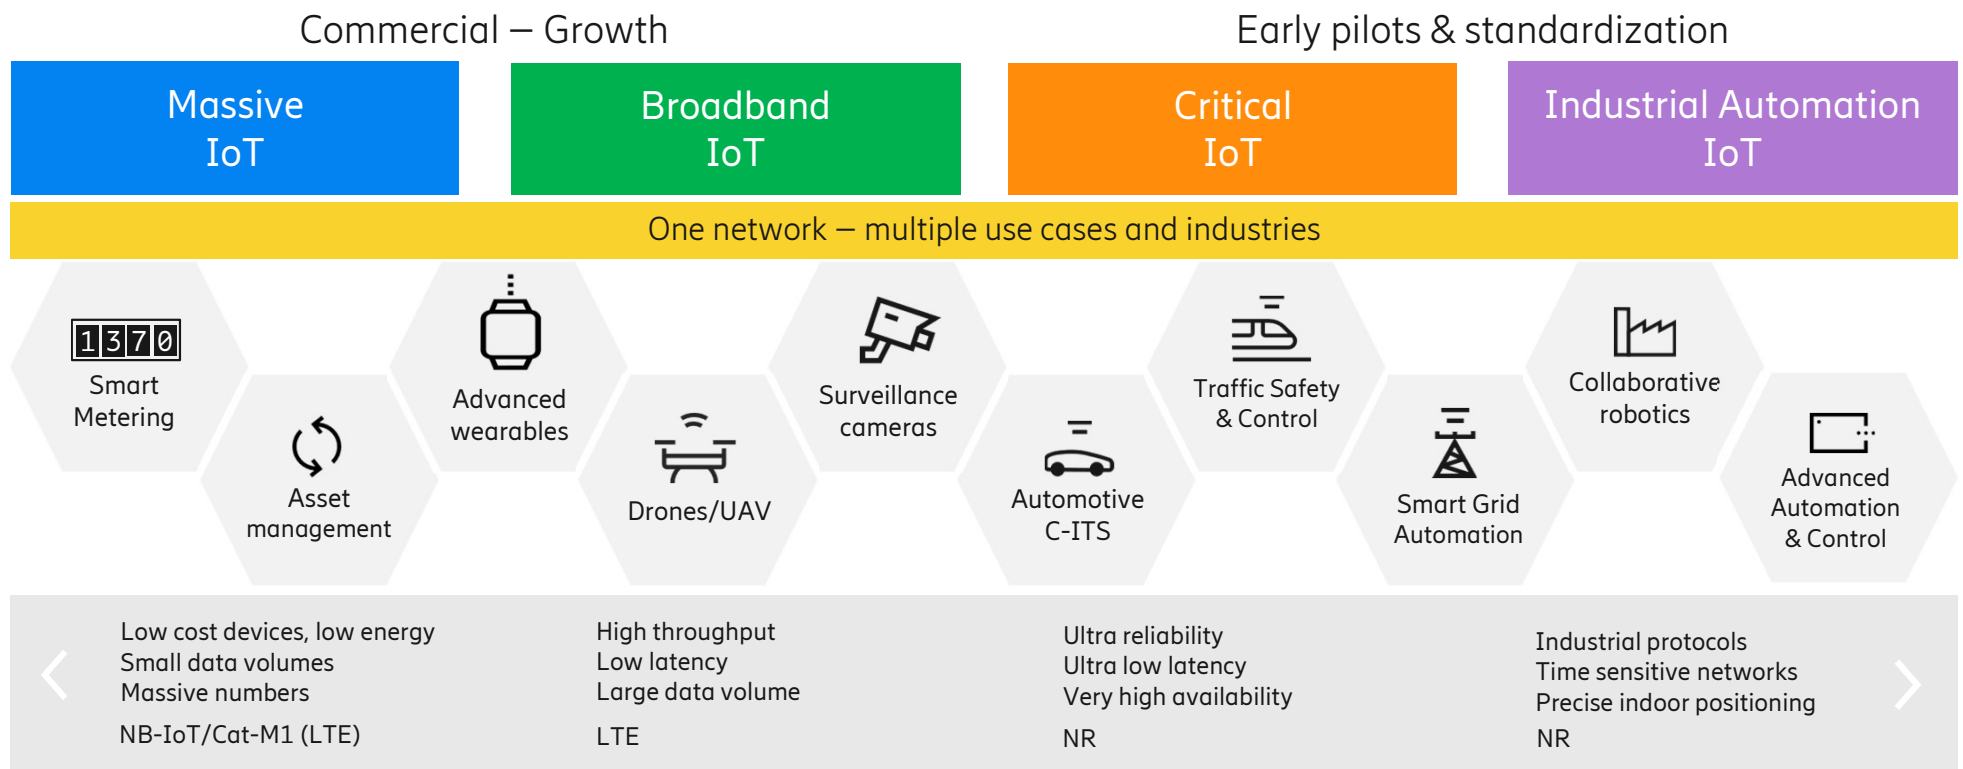 Commercial – Growth
Early pilots & standardization
Massive
IoT
Broadband
IoT
Critical
IoT
Industrial Automation
IoT
One network – multiple use cases and industries
1370
Smart
Metering
Asset
management
Advanced
wearables
Drones/UAV
Surveillance
cameras
Automotive
C-ITS
Traffic Safety
& Control
Smart Grid
Automation
Collaborative
robotics
Advanced
Automation
& Control
Low cost devices, low energy
Small data volumes
Massive numbers
NB-IoT/Cat-M1 (LTE)
High throughput
Low latency
Large data volume
LTE
Ultra reliability
Ultra low latency
Very high availability
NR
Industrial protocols
Time sensitive networks
Precise indoor positioning
NR